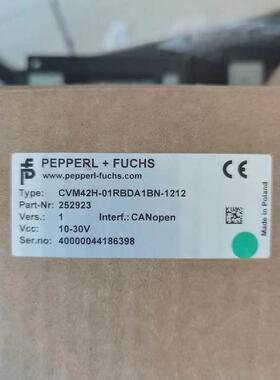 PEPPERL + FUCHS
pepperl-fuchs.com
CE
Type: CVM42H-01RBDA1BN-1212
Part-Nr: 252923
Vers.: 1 Interf.: CANopen
Vcc: 10-30V
Ser.no: 40000044186398
Made in Poland